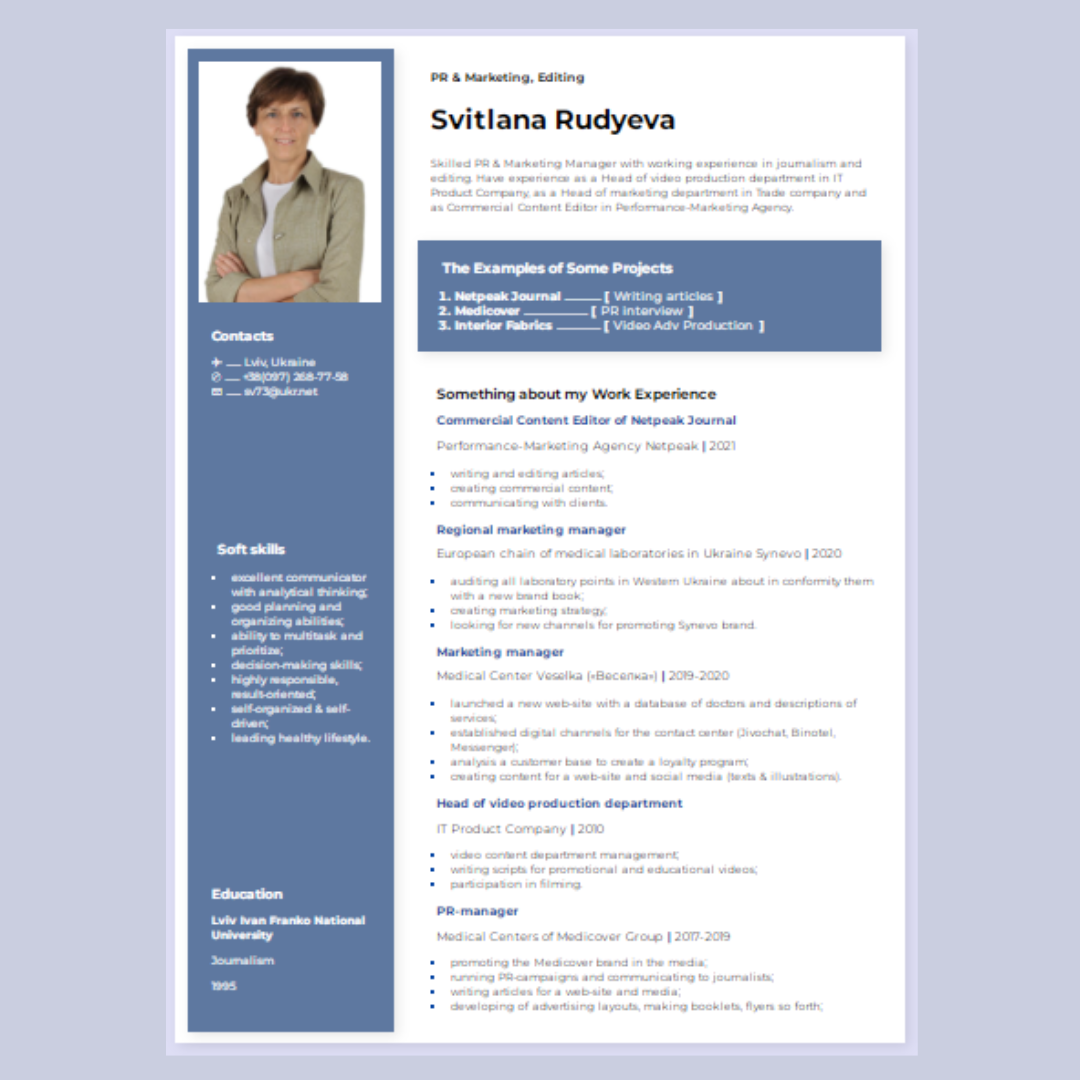 PR & Marketing, Editing
Svitlana Rudyeva
Skilled PR & Marketing Manager with working experience in journalism and
editing. Have experience as a Head of video production department in IT
Product Company, as a Head of marketing department in Trade company and
as Commercial Content Editor in Performance-Marketing Agency.
The Examples of Some Projects
1. Netpeak Journal ______ [ Writing articles ]
2. Medicover __________ [ PR interview ]
3. Interior Fabrics _______ [ Video Adv Production ]
Contacts
✈ __ Lviv, Ukraine
✆ __ +38(097) 268-77-58
✉ __ sv73@ukr.net
Soft skills
▪ excellent communicator
with analytical thinking;
▪ good planning and
organizing abilities;
▪ ability to multitask and
prioritize;
▪ decision-making skills;
▪ highly responsible,
result-oriented;
▪ self-organized & self-
driven;
▪ leading healthy lifestyle.
Education
Lviv Ivan Franko National
University
Journalism
1995
Something about my Work Experience
Commercial Content Editor of Netpeak Journal
Performance-Marketing Agency Netpeak | 2021
▪ writing and editing articles;
▪ creating commercial content;
▪ communicating with clients.
Regional marketing manager
European chain of medical laboratories in Ukraine Synevo | 2020
▪ auditing all laboratory points in Western Ukraine about in conformity them
with a new brand book;
▪ creating marketing strategy;
▪ looking for new channels for promoting Synevo brand.
Marketing manager
Medical Center Veselka («Веселка») | 2019-2020
▪ launched a new web-site with a database of doctors and descriptions of
services;
▪ established digital channels for the contact center (Jivochat, Binotel,
Messenger);
▪ analysis a customer base to create a loyalty program;
▪ creating content for a web-site and social media (texts & illustrations).
Head of video production department
IT Product Company | 2010
▪ video content department management;
▪ writing scripts for promotional and educational videos;
▪ participation in filming.
PR-manager
Medical Centers of Medicover Group | 2017-2019
▪ promoting the Medicover brand in the media;
▪ running PR-campaigns and communicating to journalists;
▪ writing articles for a web-site and media;
▪ developing of advertising layouts, making booklets, flyers so forth;